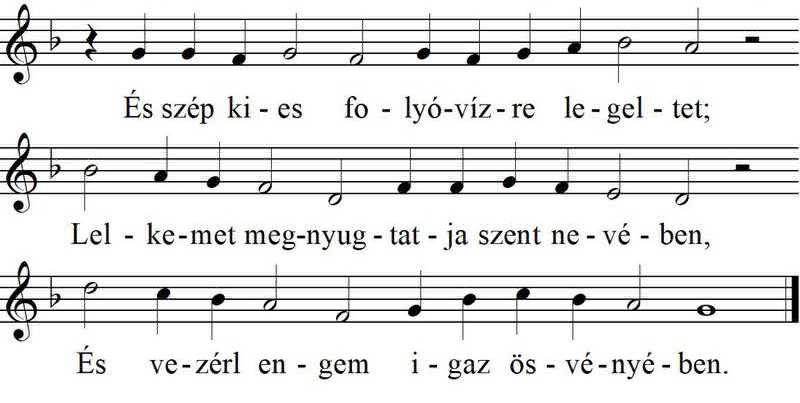 És szép ki - es fo - lyó-víz - re le - gel - tet;
Lel - ke - met meg-nyug - tat - ja szent ne - vé - ben,
És ve - zérl en - gem i - gaz ös - vé - nyé - ben.